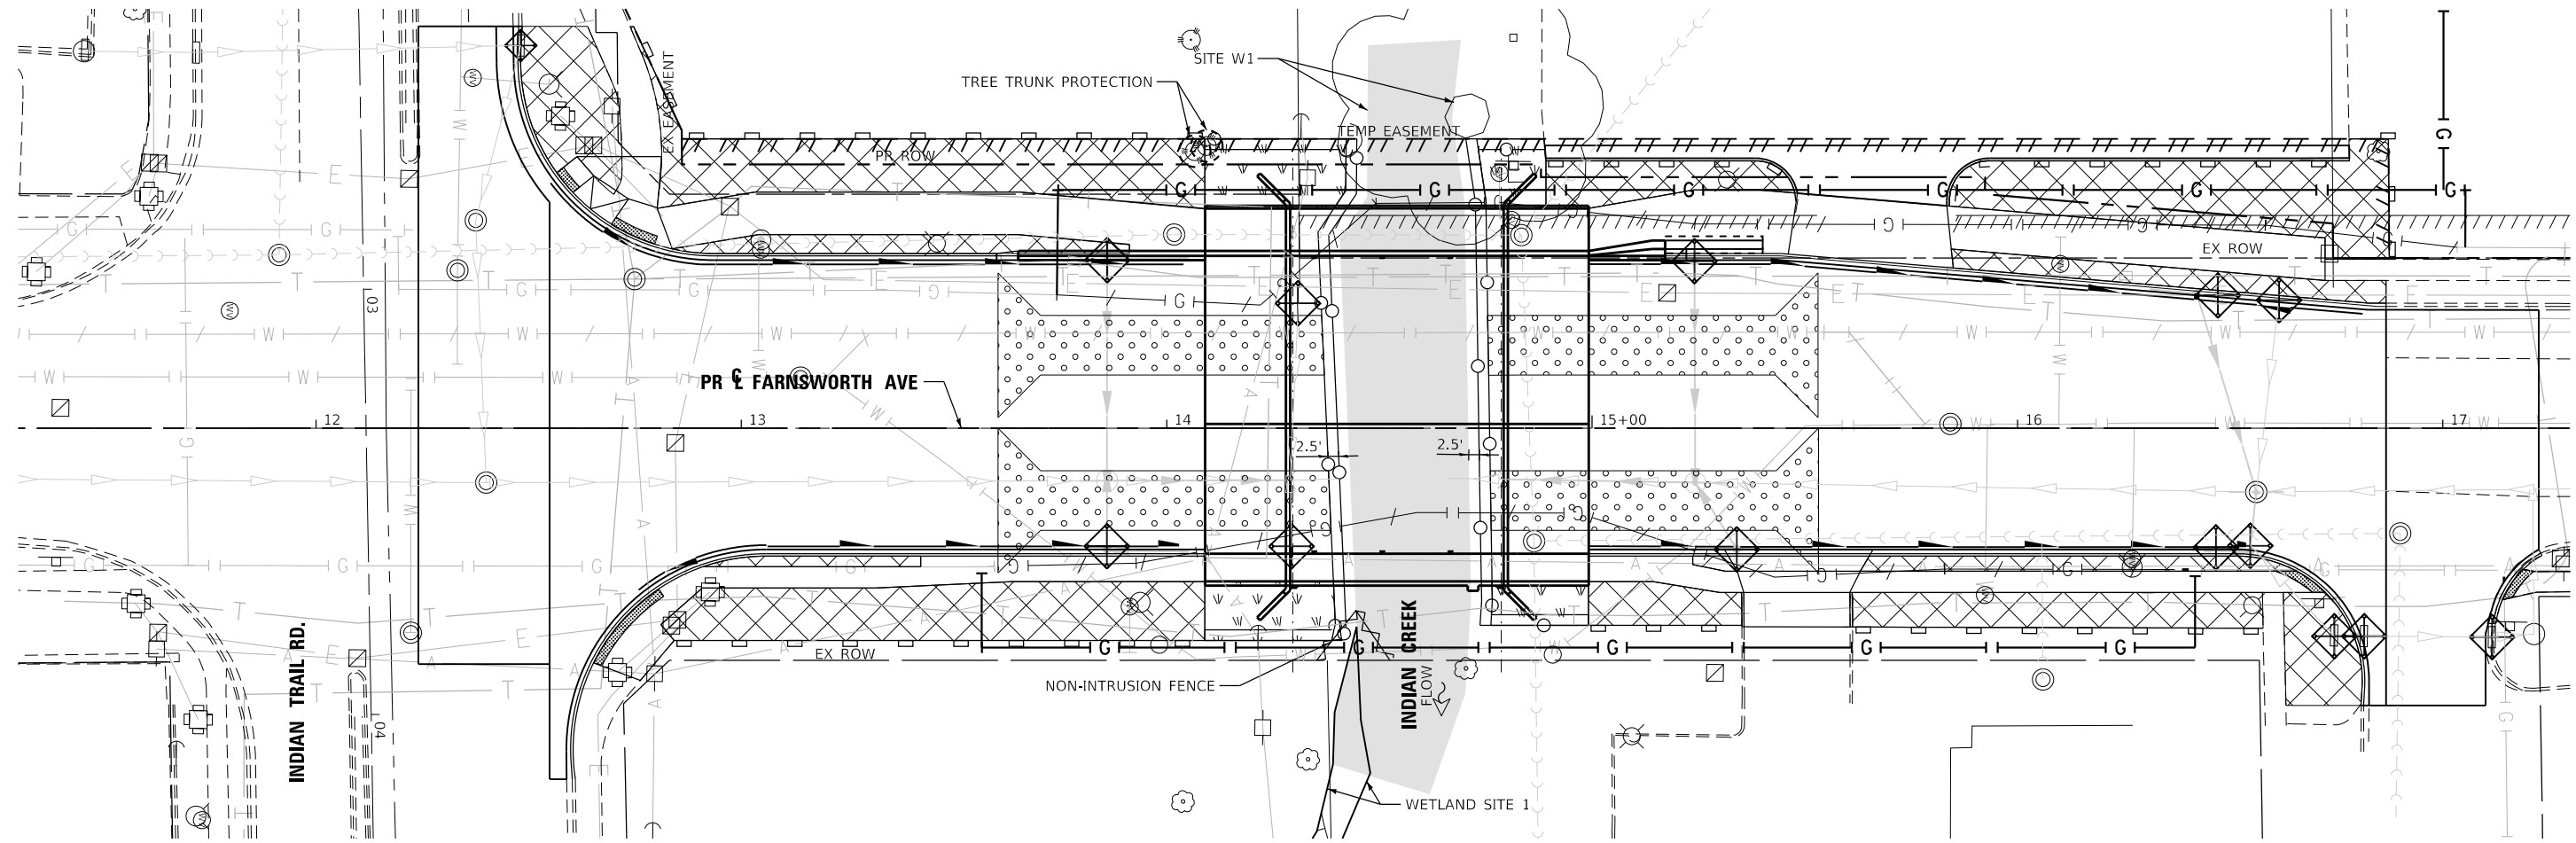 SITE W1
TREE TRUNK PROTECTION
EX EASEMENT
TEMP EASEMENT
PR ROW
EX ROW
03
PR ℄ FARNSWORTH AVE
12
13
14
15+00
16
17
2.5'
2.5'
INDIAN TRAIL RD.
04
EX ROW
NON-INTRUSION FENCE
INDIAN CREEK
FLOW
WETLAND SITE 1